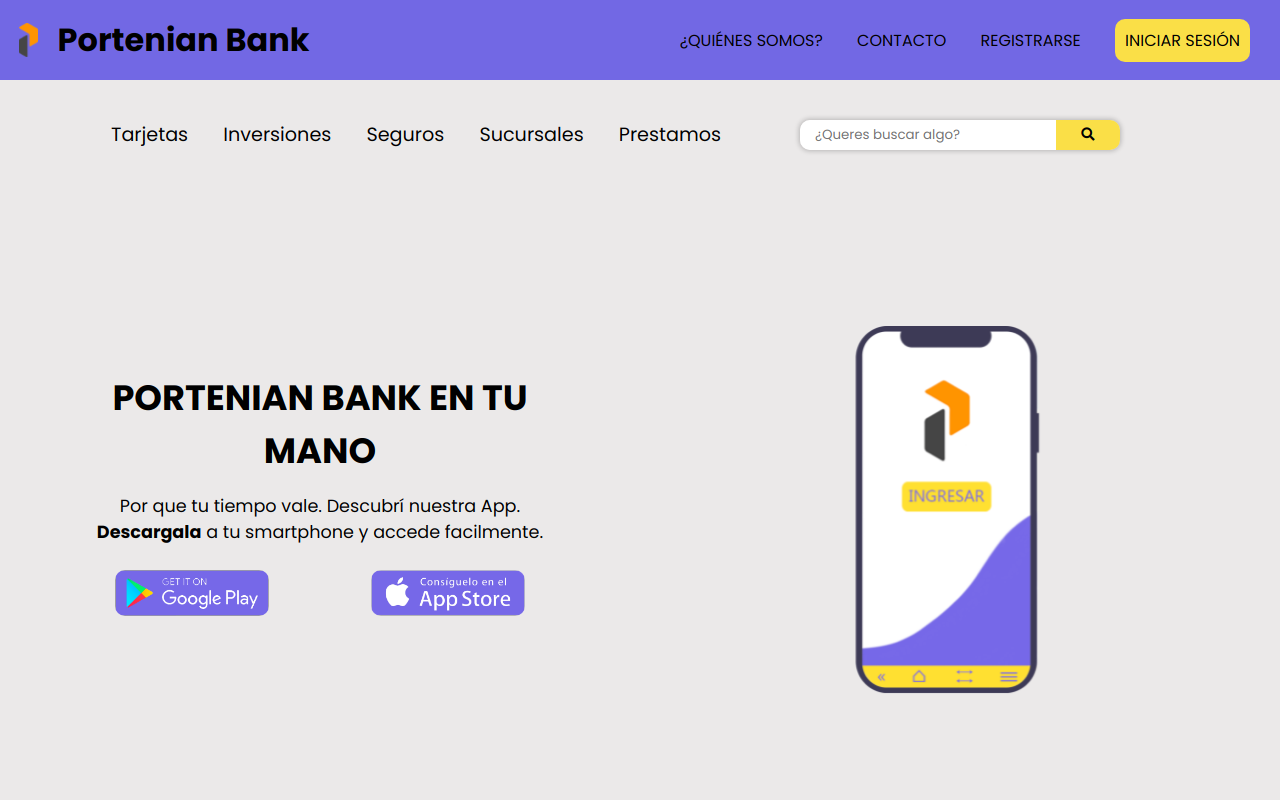 Portenian Bank
¿QUIÉNES SOMOS?
CONTACTO
REGISTRARSE
INICIAR SESIÓN
Tarjetas
Inversiones
Seguros
Sucursales
Prestamos
¿Queres buscar algo?
PORTENIAN BANK EN TU
MANO
Por que tu tiempo vale. Descubrí nuestra App.
Descargala a tu smartphone y accede facilmente.
GET IT ON
Google Play
Consíguelo en el
App Store
INGRESAR